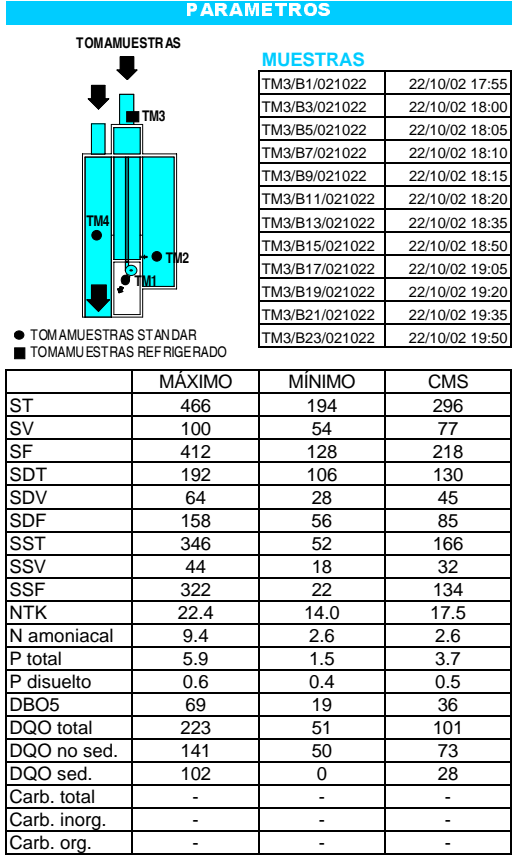 PARAMETROS
TOMAMUESTRAS
TM3
TM4
TM2
TM1
TOMAMUESTRAS STANDAR
TOMAMUESTRAS REFRIGERADO
MUESTRAS
TM3/B1/021022 22/10/02 17:55
TM3/B3/021022 22/10/02 18:00
TM3/B5/021022 22/10/02 18:05
TM3/B7/021022 22/10/02 18:10
TM3/B9/021022 22/10/02 18:15
TM3/B11/021022 22/10/02 18:20
TM3/B13/021022 22/10/02 18:35
TM3/B15/021022 22/10/02 18:50
TM3/B17/021022 22/10/02 19:05
TM3/B19/021022 22/10/02 19:20
TM3/B21/021022 22/10/02 19:35
TM3/B23/021022 22/10/02 19:50
MÁXIMO MÍNIMO CMS
ST 466 194 296
SV 100 54 77
SF 412 128 218
SDT 192 106 130
SDV 64 28 45
SDF 158 56 85
SST 346 52 166
SSV 44 18 32
SSF 322 22 134
NTK 22.4 14.0 17.5
N amoniacal 9.4 2.6 2.6
P total 5.9 1.5 3.7
P disuelto 0.6 0.4 0.5
DBO5 69 19 36
DQO total 223 51 101
DQO no sed. 141 50 73
DQO sed. 102 0 28
Carb. total - - -
Carb. inorg. - - -
Carb. org. - - -